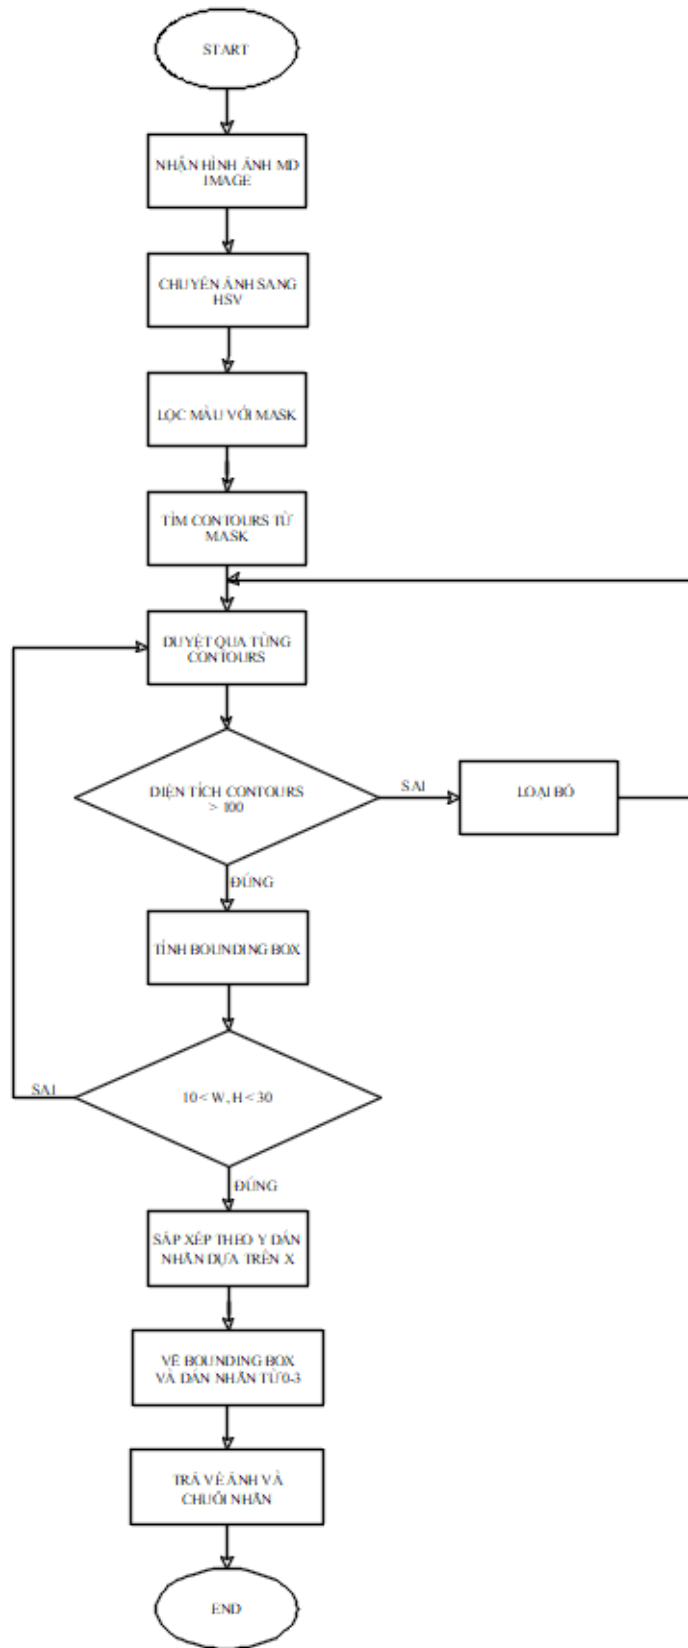 START
NHẬN HÌNH ẢNH MD
IMAGE
CHUYỂN ẢNH SANG
HSV
LỌC MÀU VỚI MASK
TÌM CONTOURS TỪ
MASK
DUYỆT QUA TỪNG
CONTOURS
DIỆN TÍCH CONTOURS
> 100
SAI
LOẠI BỎ
ĐÚNG
TÍNH BOUNDING BOX
10 < W, H < 30
SAI
ĐÚNG
SẮP XẾP THEO Y DÁN
NHÃN DỰA TRÊN X
VẼ BOUNDING BOX
VÀ DÁN NHÃN TỪ 0-3
TRẢ VỀ ẢNH VÀ
CHUỖI NHÃN
END